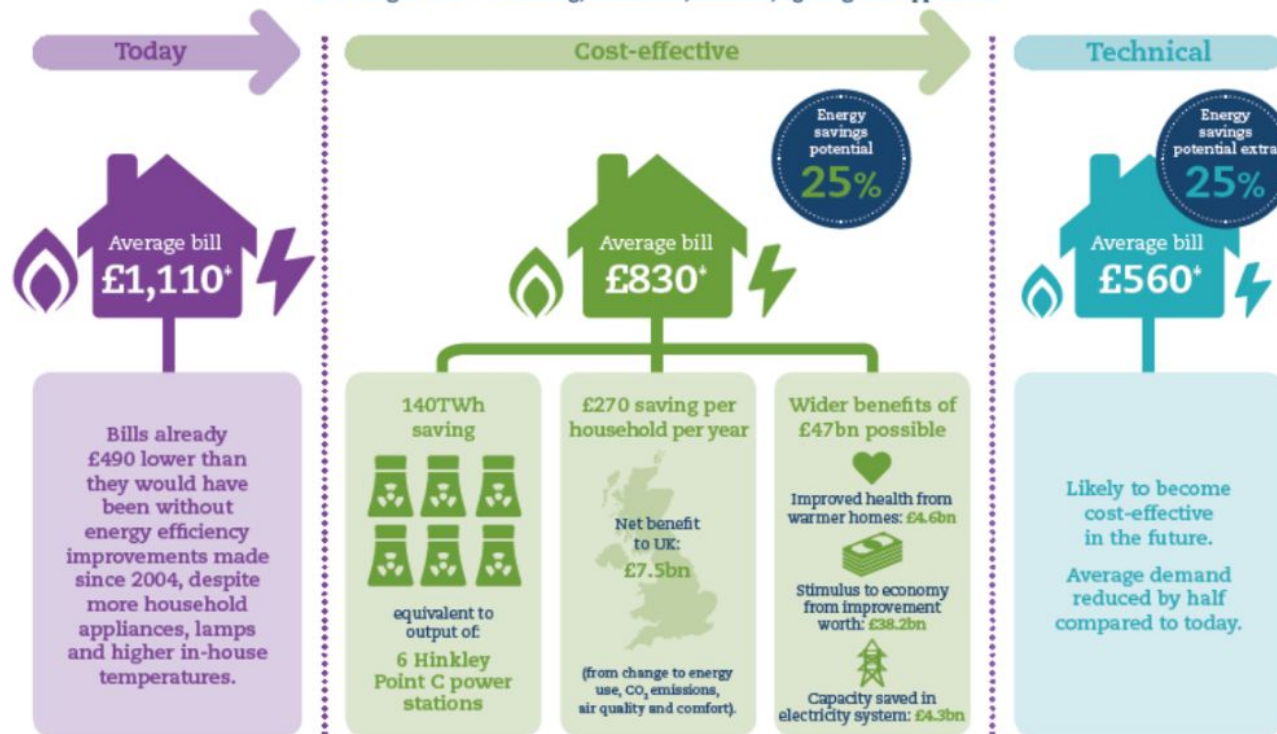 Today
Cost-effective
Technical
Average bill
£1,110‡
Bills already
£490 lower than
they would have
been without
energy efficiency
improvements made
since 2004, despite
more household
appliances, lamps
and higher in-house
temperatures.
Energy
savings
potential
25%
Average bill
£830‡
140TWh
saving
equivalent to
output of:
6 Hinkley
Point C power
stations
£270 saving per
household per year
Net benefit
to UK:
£7.5bn
(from change to energy
use, CO₂ emissions,
air quality and comfort).
Wider benefits of
£47bn possible
Improved health from
warmer homes: £4.6bn
Stimulus to economy
from improvement
worth: £38.2bn
Capacity saved in
electricity system: £4.3bn
Energy
savings
potential extra
25%
Average bill
£560‡
Likely to become
cost-effective
in the future.
Average demand
reduced by half
compared to today.